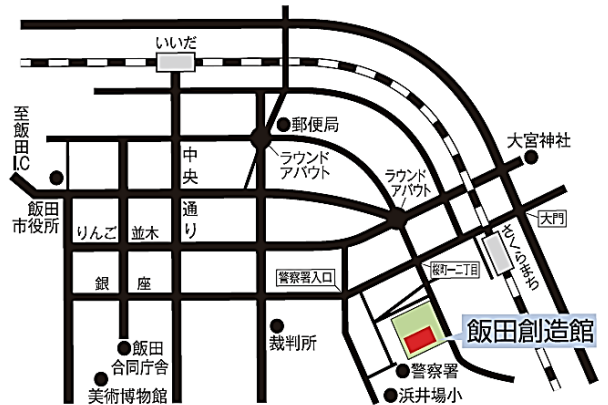 いいだ
至飯田
I.C
郵便局
大宮神社
ラウンド
アバウト
ラウンド
アバウト
中央通り
飯田
市役所
大門
りんご並木
さくらまち
桜町一二丁目
警察署入口
銀座
飯田創造館
裁判所
飯田
合同庁舎
警察署
美術博物館
浜井場小